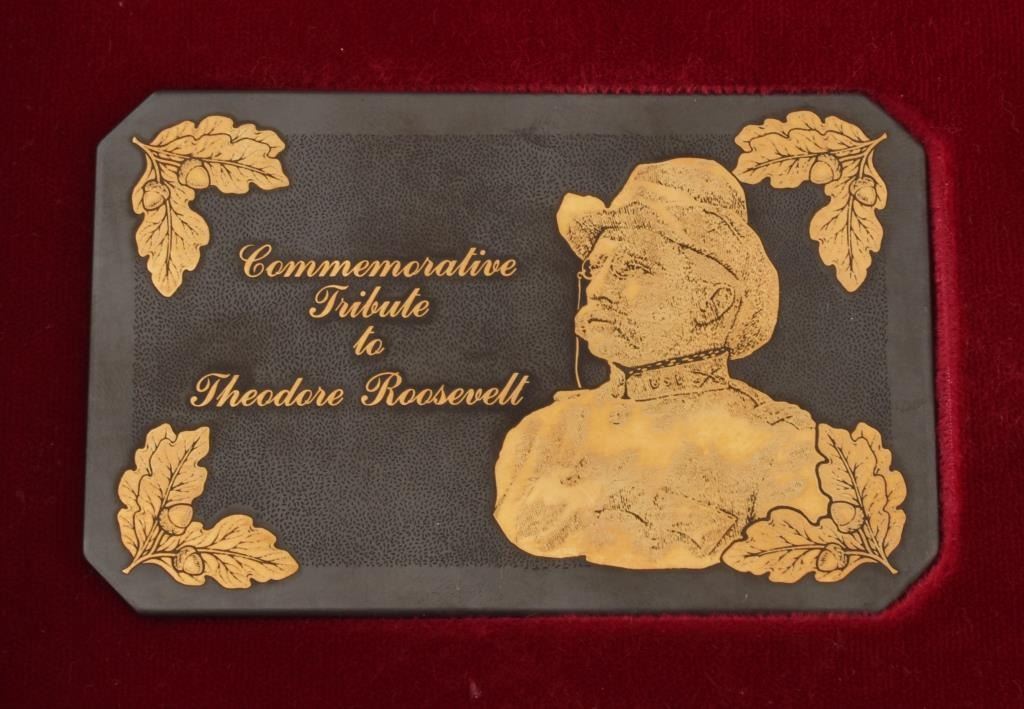 Commemorative
Tribute
to
Theodore Roosevelt